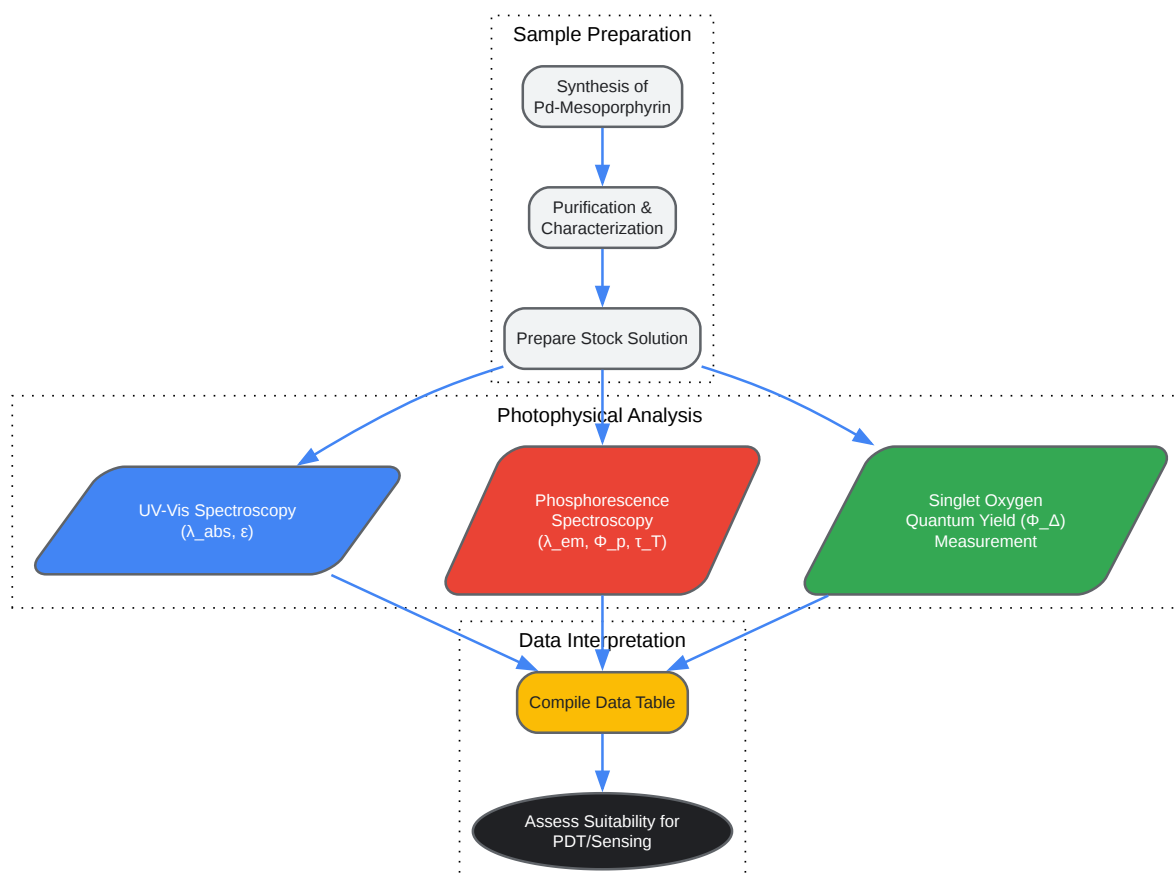 Sample Preparation
Synthesis of
Pd-Mesoporphyrin
Purification &
Characterization
Prepare Stock Solution
Photophysical Analysis
UV-Vis Spectroscopy
(λ_abs, ε)
Phosphorescence
Spectroscopy
(λ_em, Φ_p, τ_T)
Singlet Oxygen
Quantum Yield (Φ_Δ)
Measurement
Data Interpretation
Compile Data Table
Assess Suitability for
PDT/Sensing